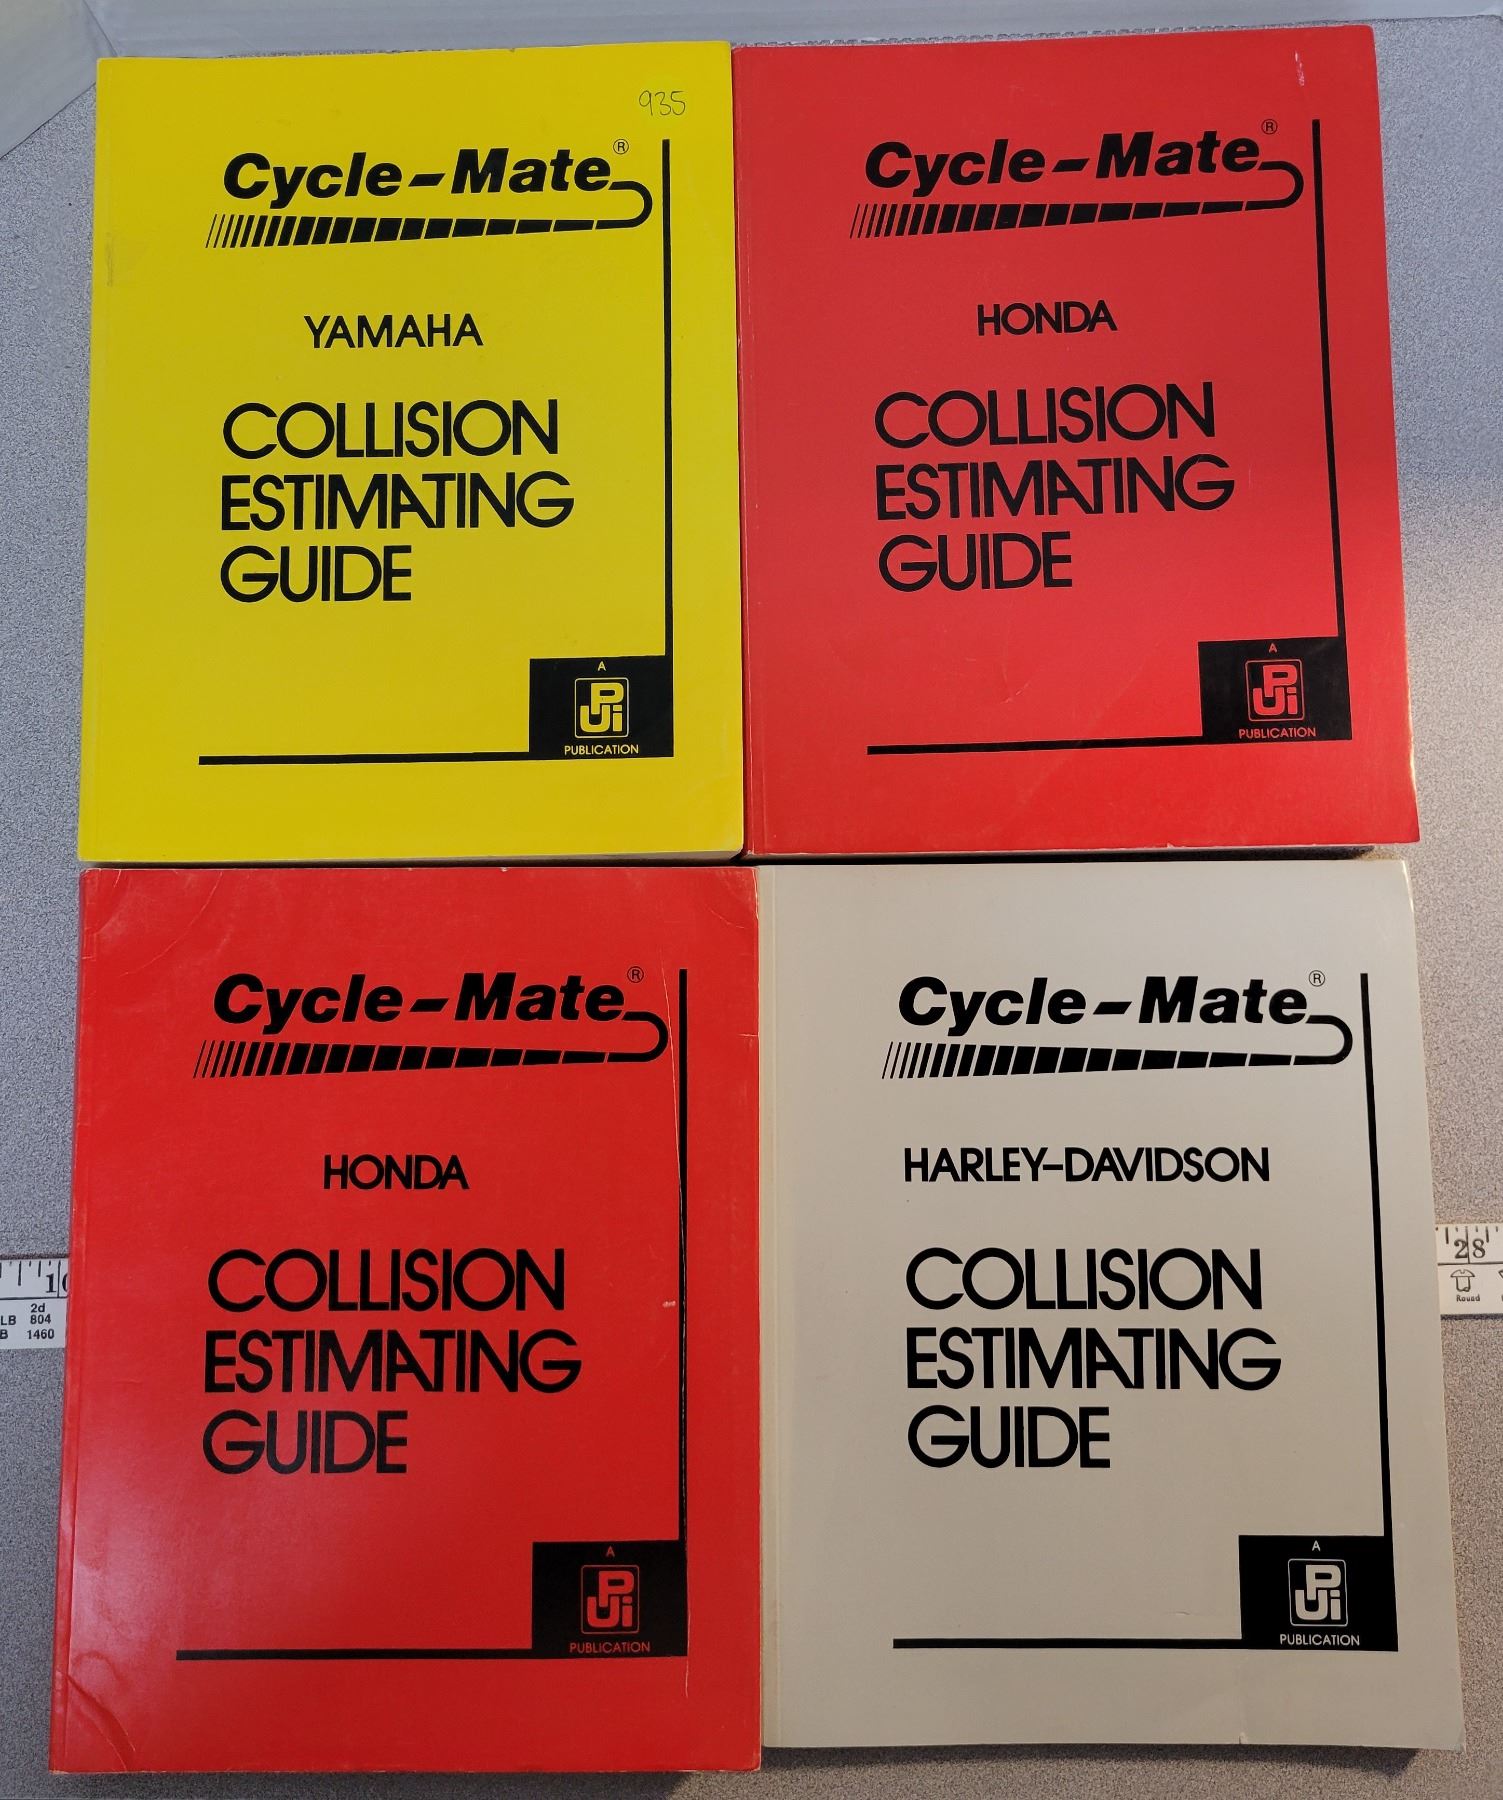 935
Cycle-Mate®
YAMAHA
COLLISION
ESTIMATING
GUIDE
A
PUi
PUBLICATION
Cycle-Mate®
HONDA
COLLISION
ESTIMATING
GUIDE
A
PUi
PUBLICATION
Cycle-Mate®
HONDA
COLLISION
ESTIMATING
GUIDE
A
PUi
PUBLICATION
Cycle-Mate®
HARLEY-DAVIDSON
COLLISION
ESTIMATING
GUIDE
A
PUi
PUBLICATION
10
2d
LB 804
B 1460
28
Round